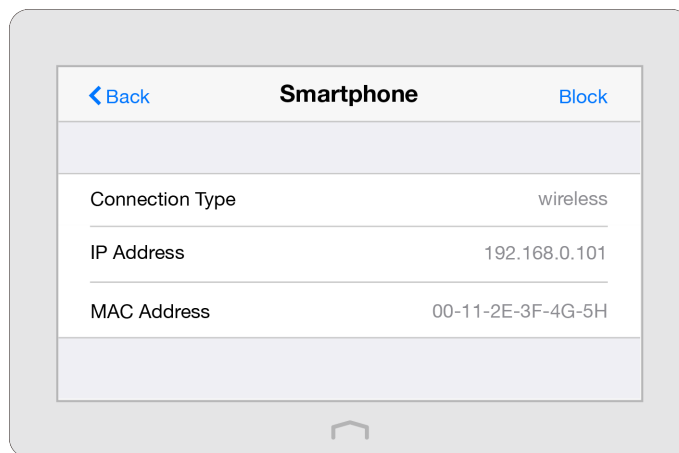 Back Smartphone Block
Connection Type wireless
IP Address 192.168.0.101
MAC Address 00-11-2E-3F-4G-5H